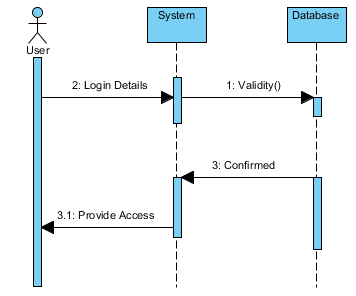 System
Database
User
2: Login Details
1: Validity()
3: Confirmed
3.1: Provide Access